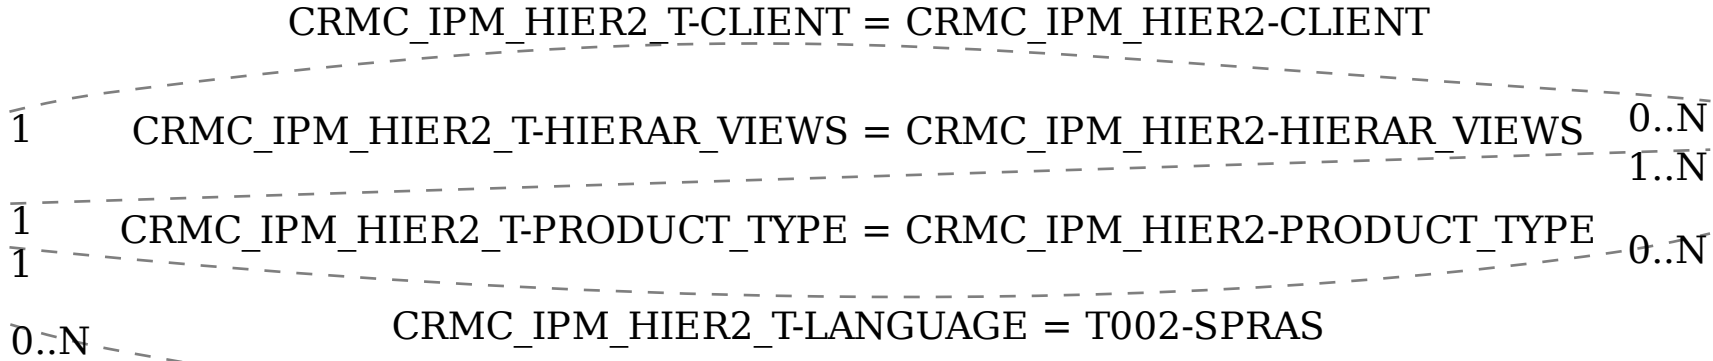 CRMC_IPM_HIER2_T-CLIENT = CRMC_IPM_HIER2-CLIENT
1 CRMC_IPM_HIER2_T-HIERAR_VIEWS = CRMC_IPM_HIER2-HIERAR_VIEWS 0..N
1..N
1 CRMC_IPM_HIER2_T-PRODUCT_TYPE = CRMC_IPM_HIER2-PRODUCT_TYPE
1 0..N
0..N CRMC_IPM_HIER2_T-LANGUAGE = T002-SPRAS